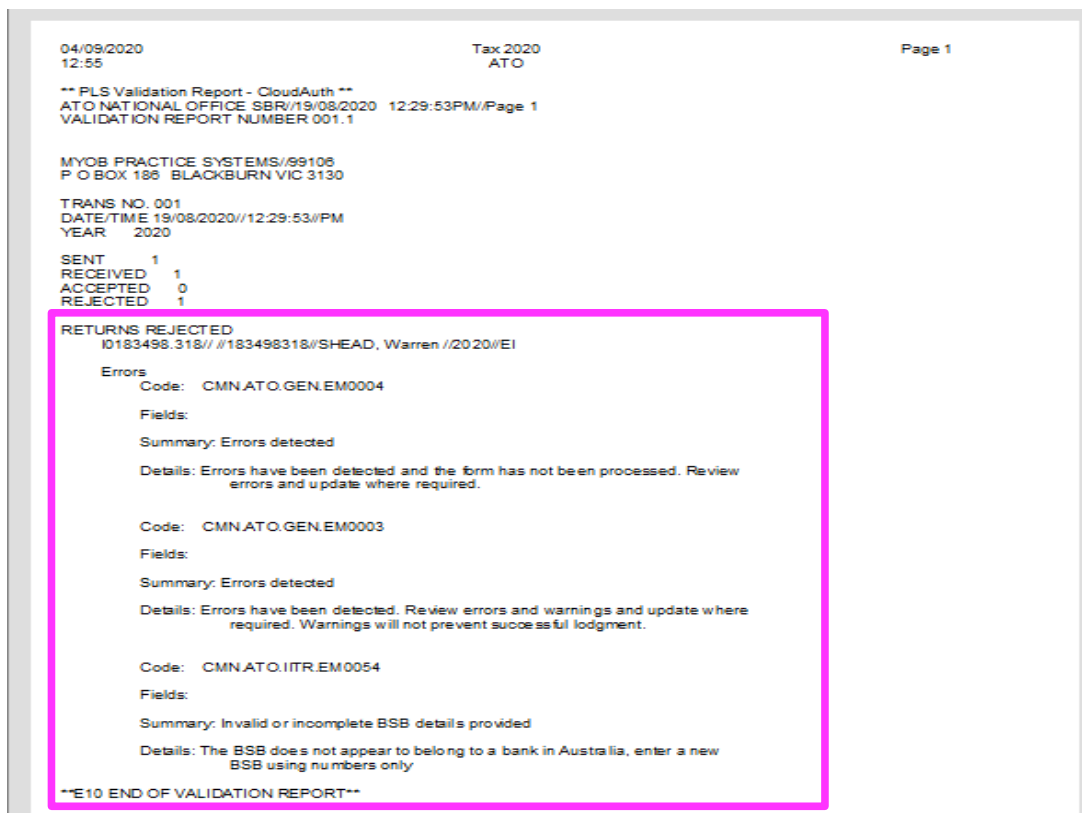 04/09/2020 Tax 2020 Page 1
12:55 ATO
** PLS Validation Report - CloudAuth **
ATO NATIONAL OFFICE SBR//19/08/2020 12:29:53PM//Page 1
VALIDATION REPORT NUMBER 001.1
MYOB PRACTICE SYSTEMS//99106
P O BOX 186 BLACKBURN VIC 3130
TRANS NO. 001
DATE/TIME 19/08/2020//12:29:53//PM
YEAR 2020
SENT 1
RECEIVED 1
ACCEPTED 0
REJECTED 1
RETURNS REJECTED
I0183498.318// //183498318//SHEAD, Warren //2020//EI
Errors
Code: CMN.ATO.GEN.EM0004
Fields:
Summary: Errors detected
Details: Errors have been detected and the form has not been processed. Review
errors and update where required.
Code: CMN.ATO.GEN.EM0003
Fields:
Summary: Errors detected
Details: Errors have been detected. Review errors and warnings and update where
required. Warnings will not prevent successful lodgment.
Code: CMN.ATO.IITR.EM0054
Fields:
Summary: Invalid or incomplete BSB details provided
Details: The BSB does not appear to belong to a bank in Australia, enter a new
BSB using numbers only
**E10 END OF VALIDATION REPORT**